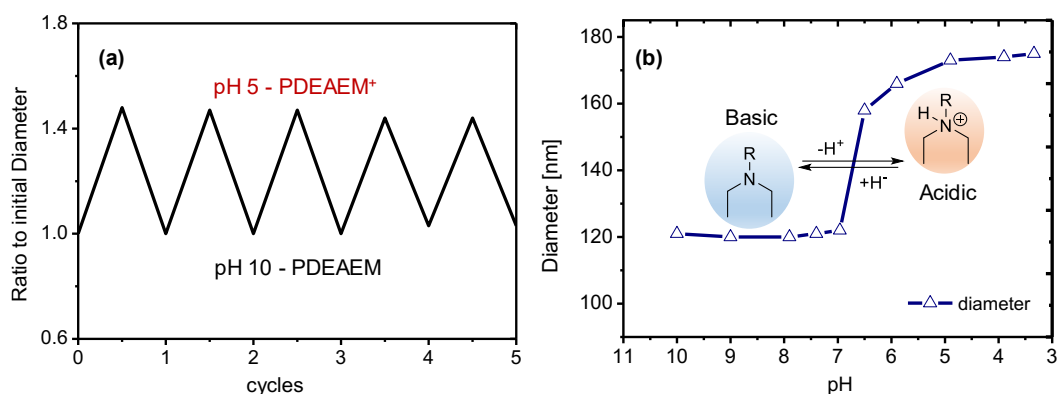 (a)
1.8
1.4
1.0
0.6
Ratio to initial Diameter
pH 5 - PDEAEM+
pH 10 - PDEAEM
0 1 2 3 4 5
cycles
(b)
180
160
140
120
100
Diameter [nm]
Basic
R
N
-H+
+H-
R
H
N
+
Acidic
diameter
11 10 9 8 7 6 5 4 3
pH